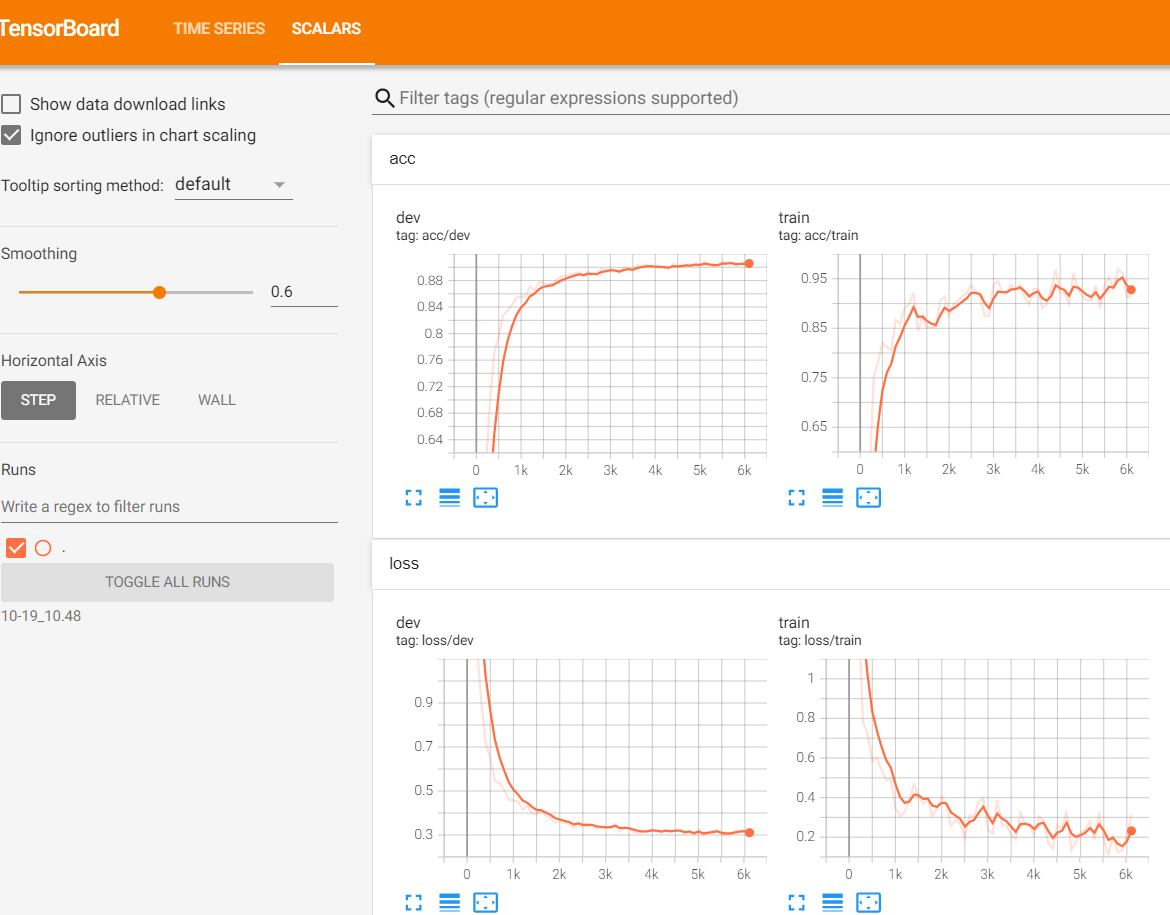 TensorBoard
TIME SERIES
SCALARS
Show data download links
Ignore outliers in chart scaling
Tooltip sorting method: default
Smoothing
0.6
Horizontal Axis
STEP
RELATIVE
WALL
Runs
Write a regex to filter runs
.
TOGGLE ALL RUNS
10-19_10.48
Filter tags (regular expressions supported)
acc
dev
tag: acc/dev
0.88
0.84
0.8
0.76
0.72
0.68
0.64
0 1k 2k 3k 4k 5k 6k
train
tag: acc/train
0.95
0.85
0.75
0.65
0 1k 2k 3k 4k 5k 6k
loss
dev
tag: loss/dev
0.9
0.7
0.5
0.3
0 1k 2k 3k 4k 5k 6k
train
tag: loss/train
1
0.8
0.6
0.4
0.2
0 1k 2k 3k 4k 5k 6k